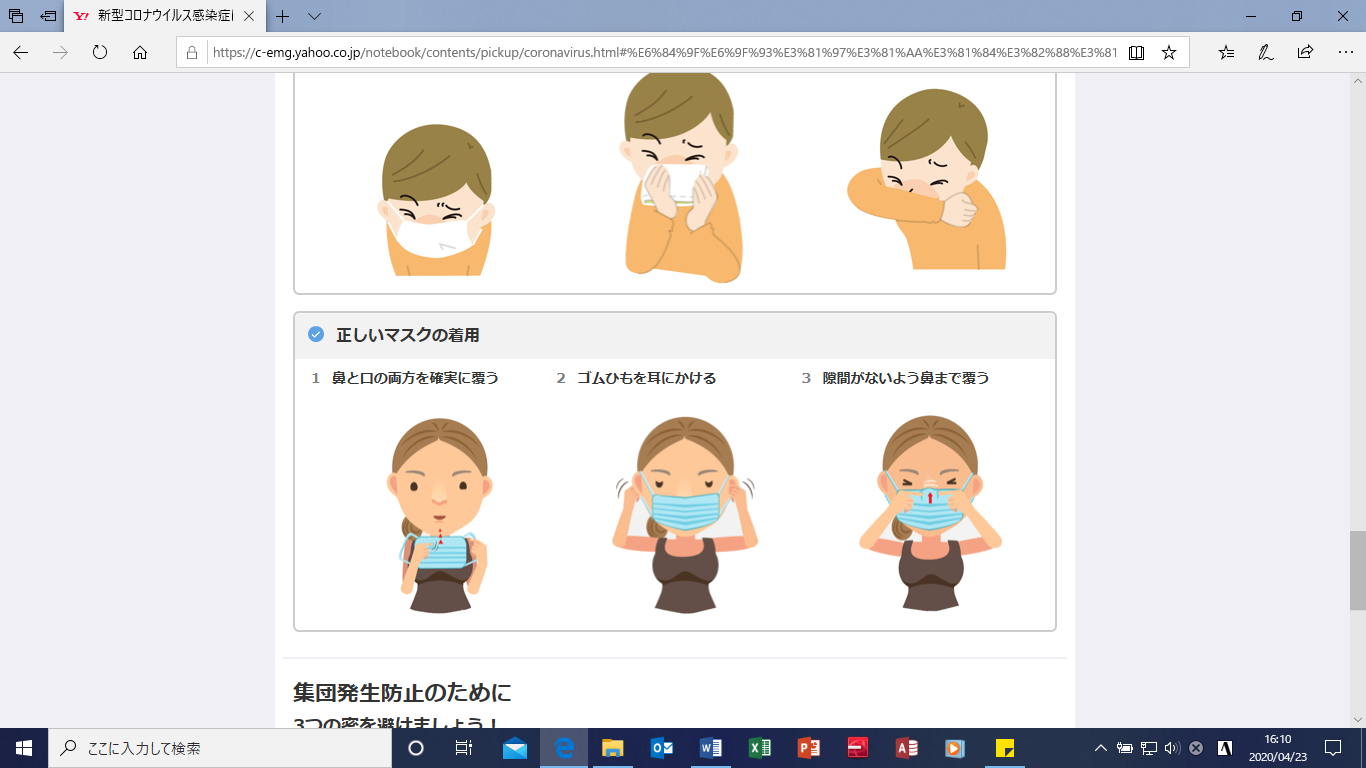 新型コロナウイルス感染症に
https://c-emg.yahoo.co.jp/notebook/contents/pickup/coronavirus.html#%E6%84%9F%E6%9F%93%E3%81%97%E3%81%AA%E3%81%84%E3%82%88%E3%81
正しいマスクの着用
1 鼻と口の両方を確実に覆う
2 ゴムひもを耳にかける
3 隙間がないよう鼻まで覆う
集団発生防止のために
3つの密を避けましょう！
ここに入力して検索
16:10
2020/04/23